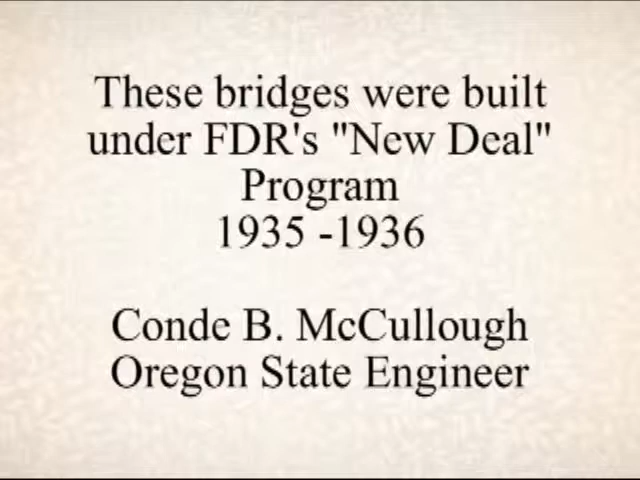 These bridges were built
under FDR's "New Deal"
Program
1935 -1936
Conde B. McCullough
Oregon State Engineer